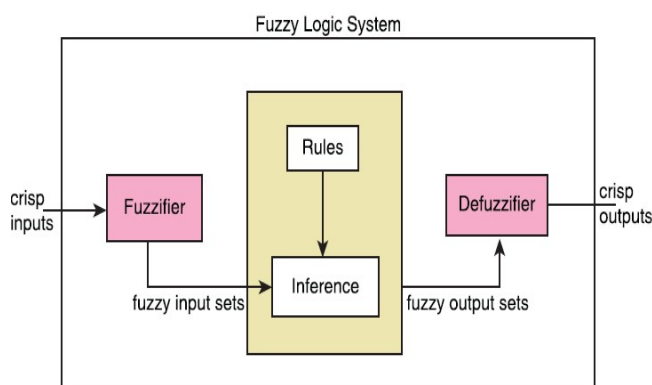 Fuzzy Logic System
Rules
crisp
inputs
Fuzzifier
Defuzzifier
crisp
outputs
Inference
fuzzy input sets
fuzzy output sets